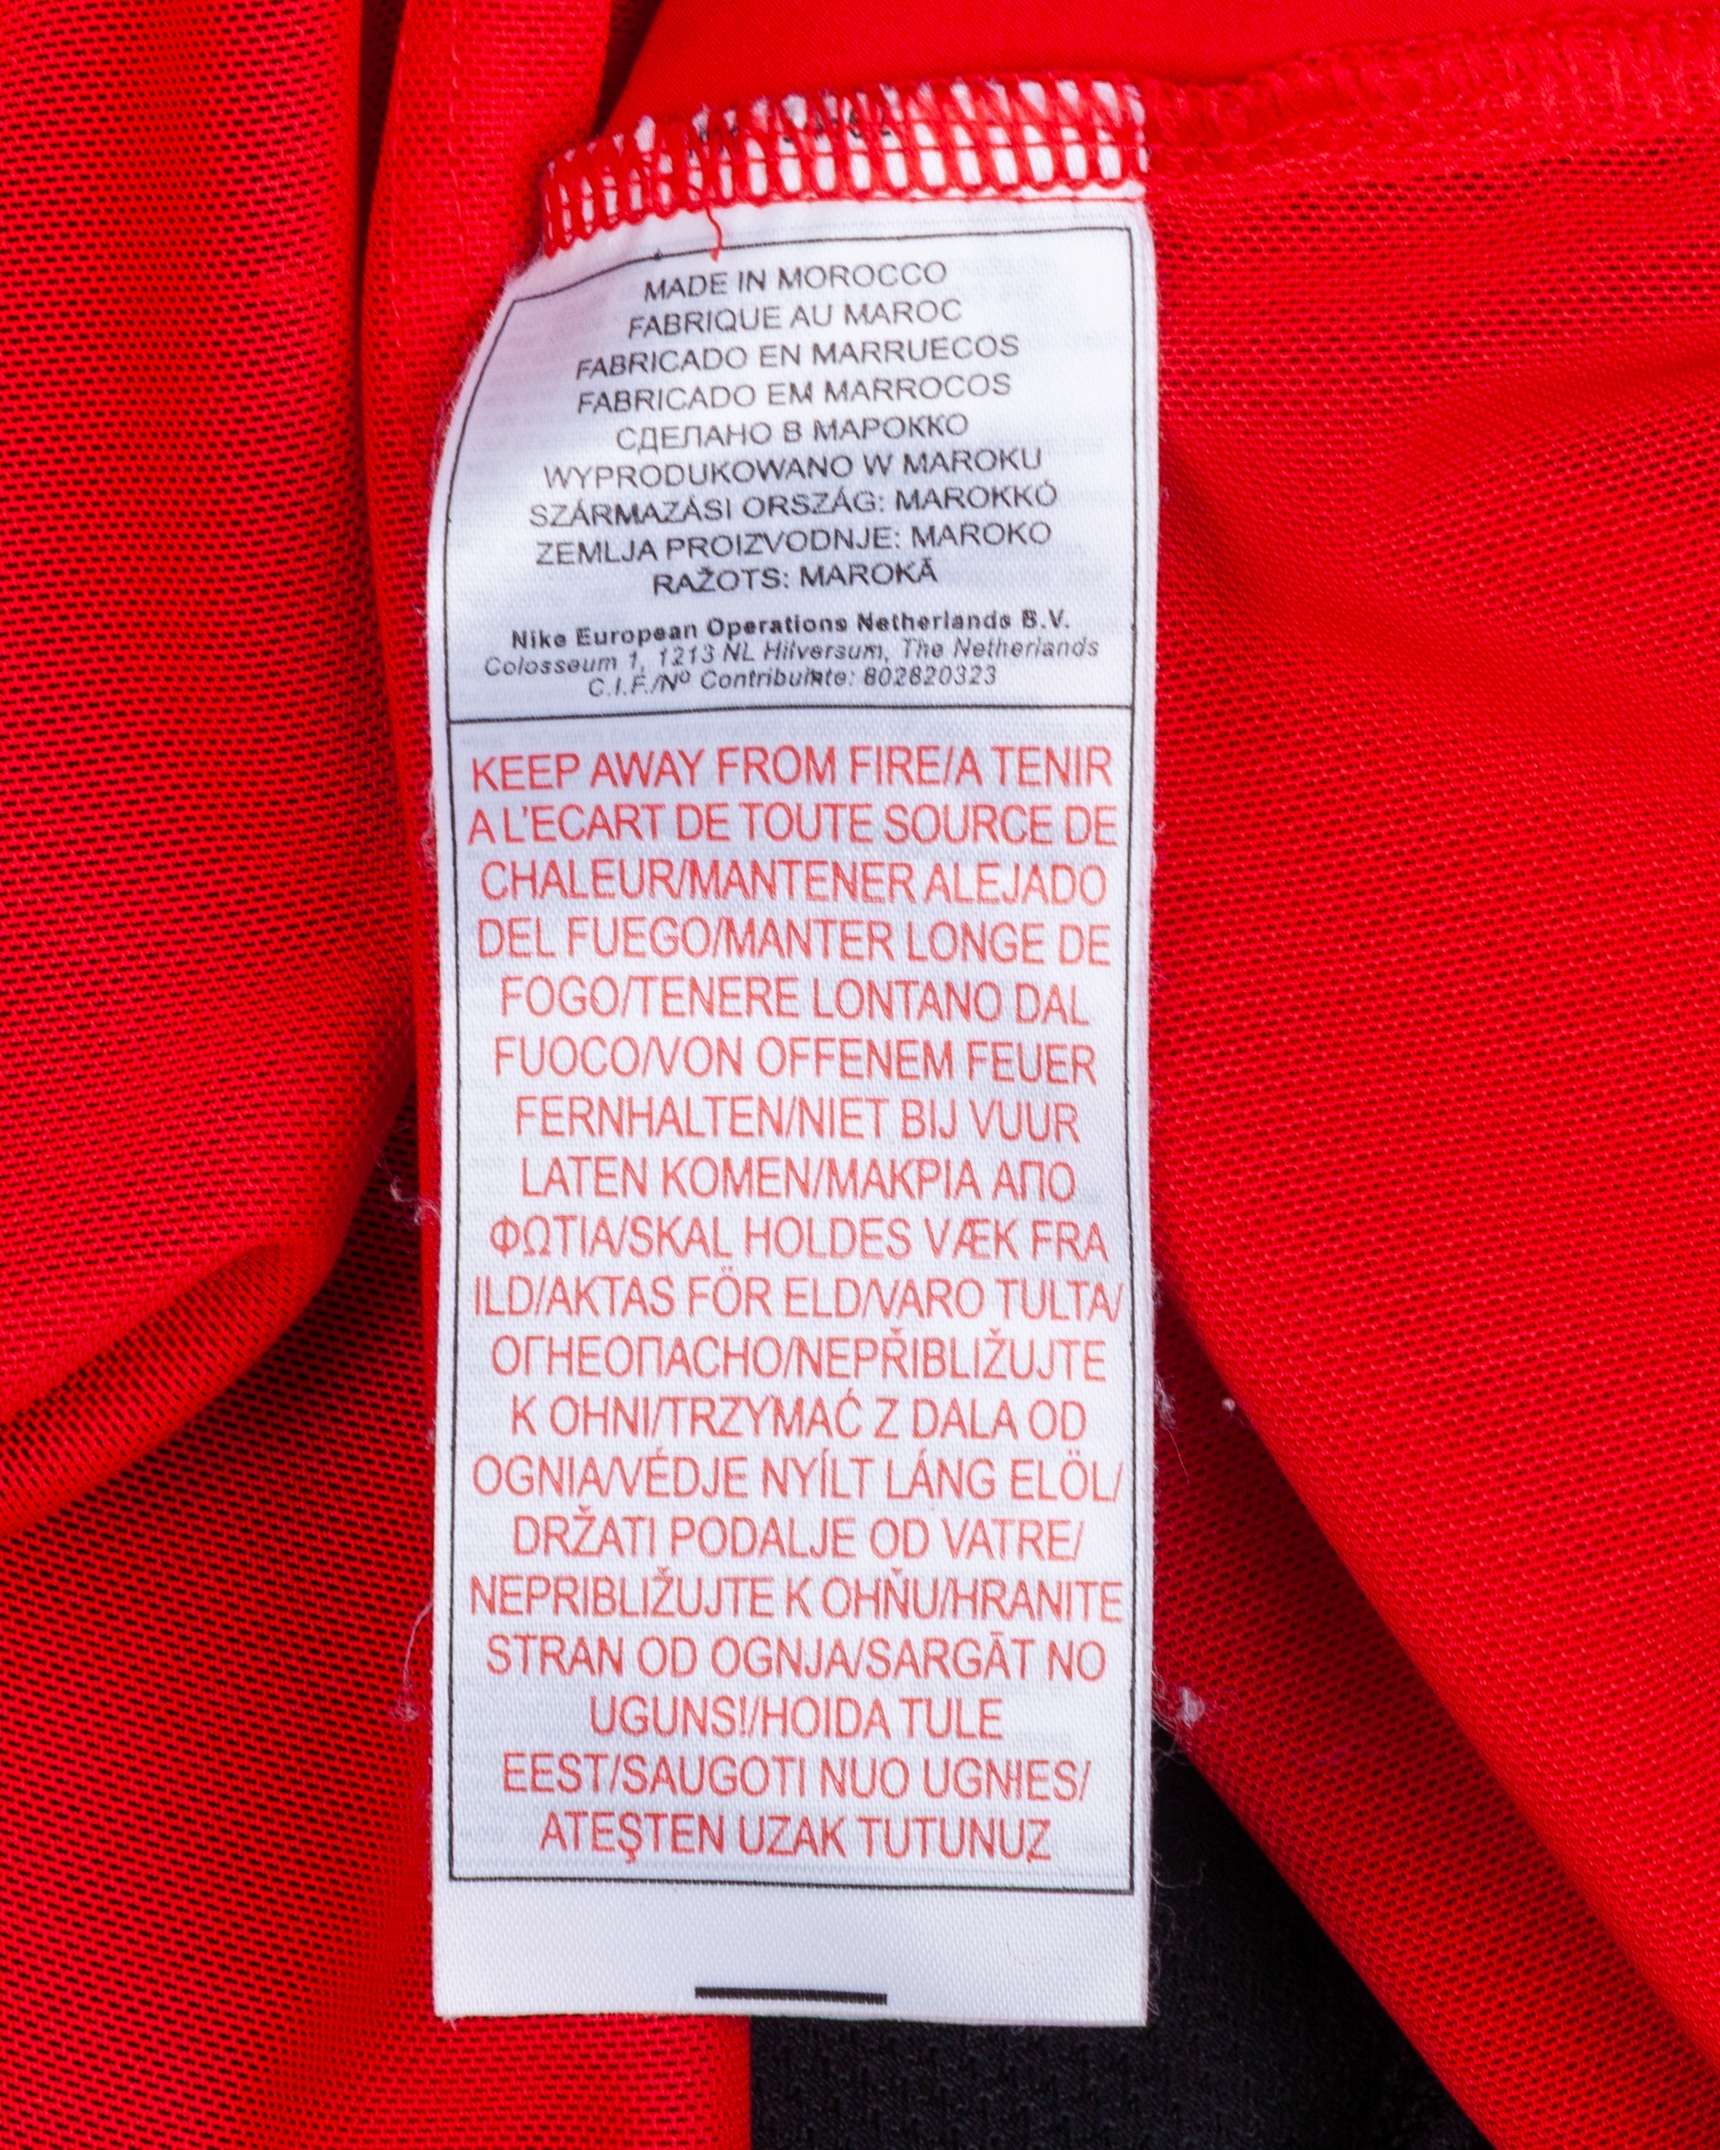 MADE IN MOROCCO
FABRIQUE AU MAROC
FABRICADO EN MARRUECOS
FABRICADO EM MARROCOS
СДЕЛАНО В МАРОККО
WYPRODUKOWANO W MAROKU
SZÁRMAZÁSI ORSZÁG: MAROKKÓ
ZEMLJA PROIZVODNJE: MAROKO
RAŽOTS: MAROKĀ
Nike European Operations Netherlands B.V.
Colosseum 1, 1213 NL Hilversum, The Netherlands
C.I.F./Nº 802820323
KEEP AWAY FROM FIRE/A TENIR
A L'ECART DE TOUTE SOURCE DE
CHALEUR/MANTENER ALEJADO
DEL FUEGO/MANTER LONGE DE
FOGO/TENERE LONTANO DAL
FUOCO/VON OFFENEM FEUER
FERNHALTEN/NIET BIJ VUUR
LATEN KOMEN/ΜΑΚΡΙΑ ΑΠΟ
ΦΩΤΙΑ/SKAL HOLDES VÆK FRA
ILD/AKTAS FÖR ELD/VARO TULTA/
ОГНЕОПАСНО/NEPŘIBLIŽUJTE
K OHNI/TRZYMAĆ Z DALA OD
OGNIA/VÉDJE NYÍLT LÁNG ELÖL/
DRŽATI PODALJE OD VATRE/
NEPRIBLIŽUJTE K OHŇU/HRANITE
STRAN OD OGNJA/SARGĀT NO
UGUNS!/HOIDA TULE
EEST/SAUGOTI NUO UGNIES/
ATEŞTEN UZAK TUTUNUZ